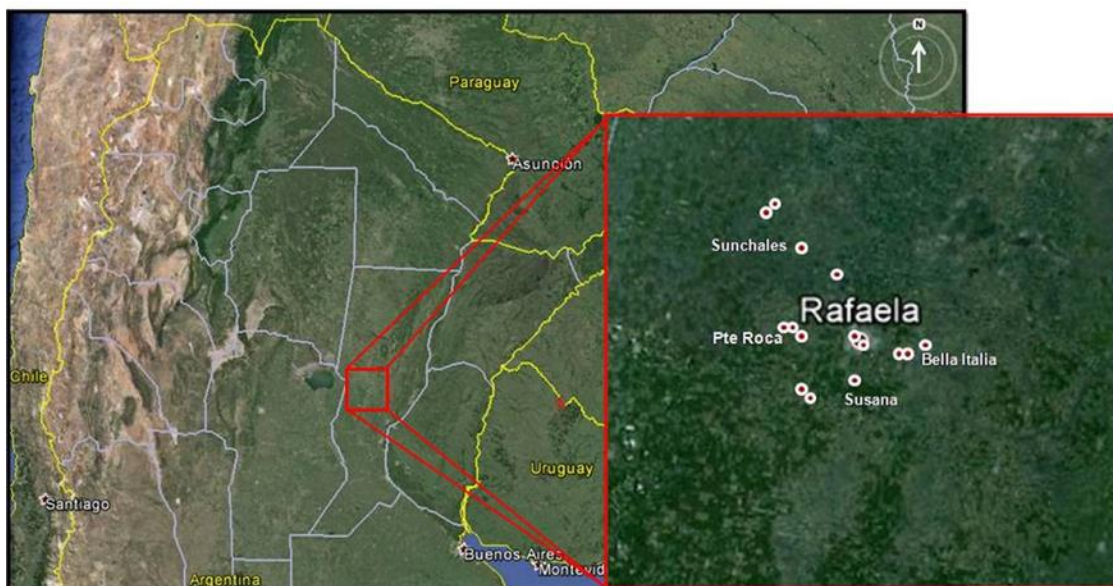 N
Paraguay
Asunción
Sunchales
Rafaela
Pte Roca
Bella Italia
Chile
Susana
Uruguay
Santiago
Buenos Aires
Montevid
Argentina